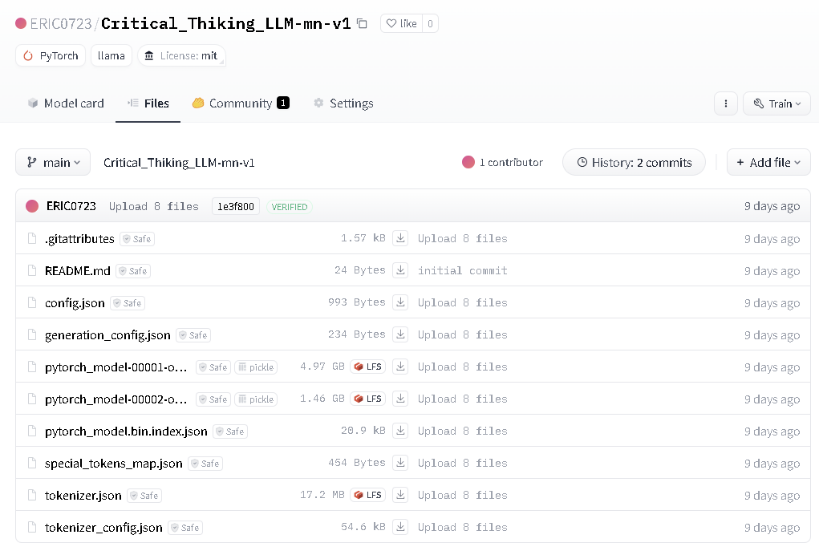 ERIC0723/Critical_Thiking_LLM-mn-v1 like 0
PyTorch llama License: mit
Model card Files Community 1 Settings Train
main Critical_Thiking_LLM-mn-v1 1 contributor History: 2 commits + Add file
ERIC0723 Upload 8 files 1e3f800 VERIFIED 9 days ago
.gitattributes Safe 1.57 kB Upload 8 files 9 days ago
README.md Safe 24 Bytes initial commit 9 days ago
config.json Safe 993 Bytes Upload 8 files 9 days ago
generation_config.json Safe 234 Bytes Upload 8 files 9 days ago
pytorch_model-00001-o... Safe pickle 4.97 GB LFS Upload 8 files 9 days ago
pytorch_model-00002-o... Safe pickle 1.46 GB LFS Upload 8 files 9 days ago
pytorch_model.bin.index.json Safe 20.9 kB Upload 8 files 9 days ago
special_tokens_map.json Safe 454 Bytes Upload 8 files 9 days ago
tokenizer.json Safe 17.2 MB LFS Upload 8 files 9 days ago
tokenizer_config.json Safe 54.6 kB Upload 8 files 9 days ago